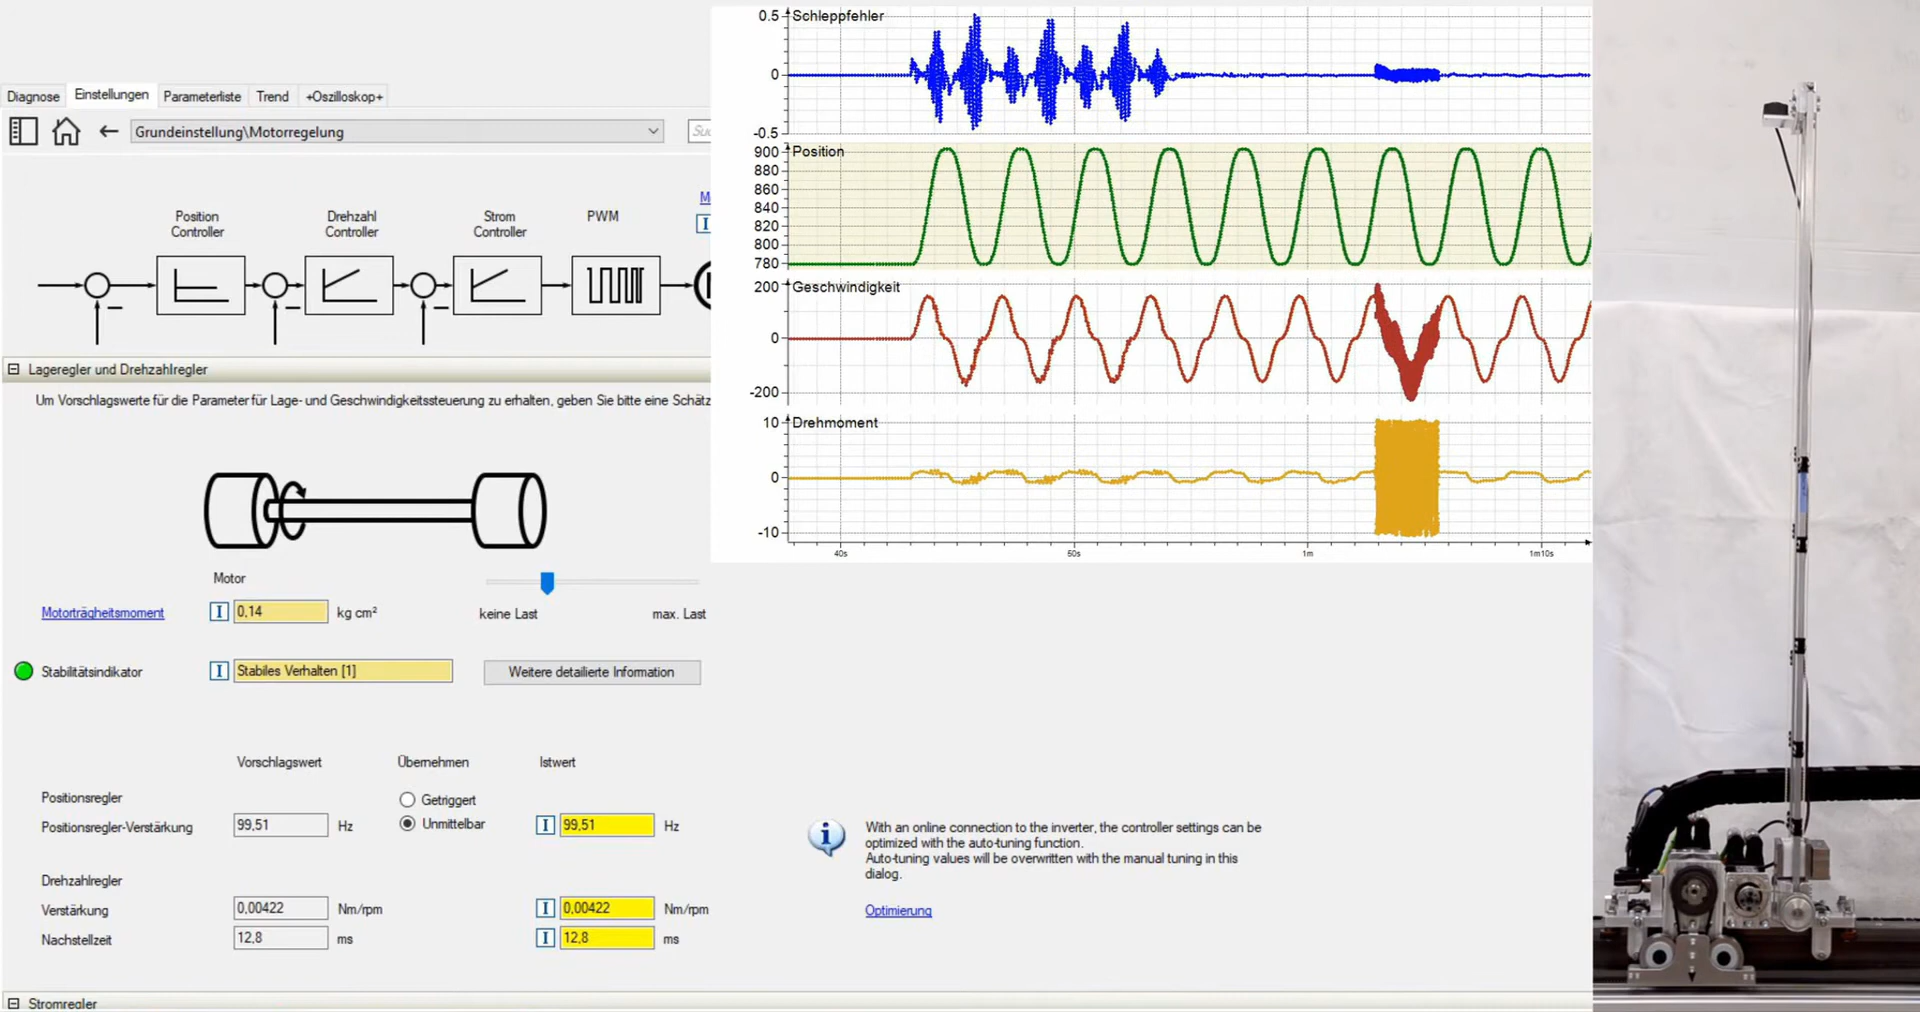 Diagnose Einstellungen Parameterliste Trend +Oszilloskop+
Grundeinstellung\Motorregelung
Position
Controller
Drehzahl
Controller
Strom
Controller
PWM
Lageregler und Drehzahlregler
Um Vorschlagswerte für die Parameter für Lage- und Geschwindigkeitssteuerung zu erhalten, geben Sie bitte eine
Motor
Motorträgheitsmoment I 0,14 kg cm²
keine Last max. Last
Stabilitätsindikator I Stabiles Verhalten [1] Weitere detailierte Information
Vorschlagswert Übernehmen Istwert
Positionsregler
Getriggert
Positionsregler-Verstärkung 99,51 Hz Unmittelbar I 99,51 Hz
Drehzahlregler
Verstärkung 0,00422 Nm/rpm I 0,00422 Nm/rpm
Nachstellzeit 12,8 ms I 12,8 ms
Stromregler
Schleppfehler
0.5
0
-0.5
Position
900
880
860
840
820
800
780
Geschwindigkeit
200
0
-200
Drehmoment
10
0
-10
40s 50s 1m 1m10s
With an online connection to the inverter, the controller settings can be
optimized with the auto-tuning function.
Auto-tuning values will be overwritten with the manual tuning in this
dialog.
Optimierung